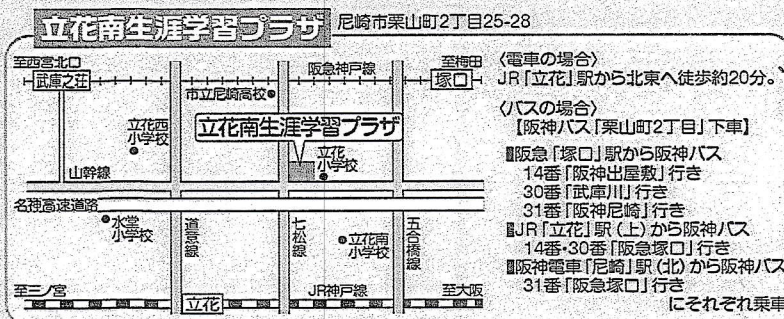 立花南生涯学習プラザ
尼崎市栗山町2丁目25-28
至西宮北口
阪急神戸線
至梅田
武庫之荘
塚口
市立尼崎高校
立花西
小学校
立花南生涯学習プラザ
立花
小学校
山幹線
名神高速道路
水堂
小学校
道意線
七松線
立花南
小学校
五合橋線
至三ノ宮
立花
JR神戸線
至大阪
〈電車の場合〉
JR「立花」駅から北東へ徒歩約20分。
〈バスの場合〉
【阪神バス「栗山町2丁目」下車】
阪急「塚口」駅から阪神バス
14番「阪神出屋敷」行き
30番「武庫川」行き
31番「阪神尼崎」行き
JR「立花」駅(上)から阪神バス
14番・30番「阪急塚口」行き
阪神電車「尼崎」駅(北)から阪神バス
31番「阪急塚口」行き
にそれぞれ乗車